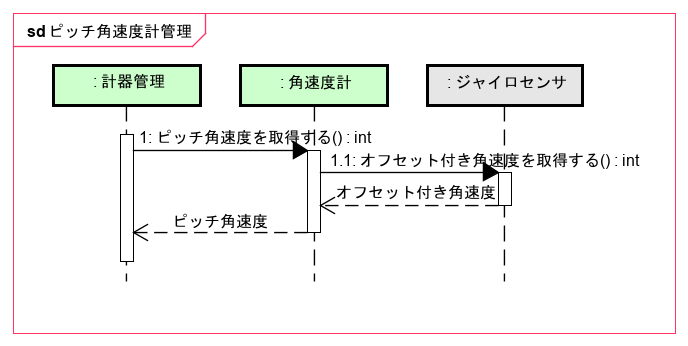 sd ピッチ角速度計管理
: 計器管理
: 角速度計
: ジャイロセンサ
1: ピッチ角速度を取得する() : int
1.1: オフセット付き角速度を取得する() : int
オフセット付き角速度
ピッチ角速度